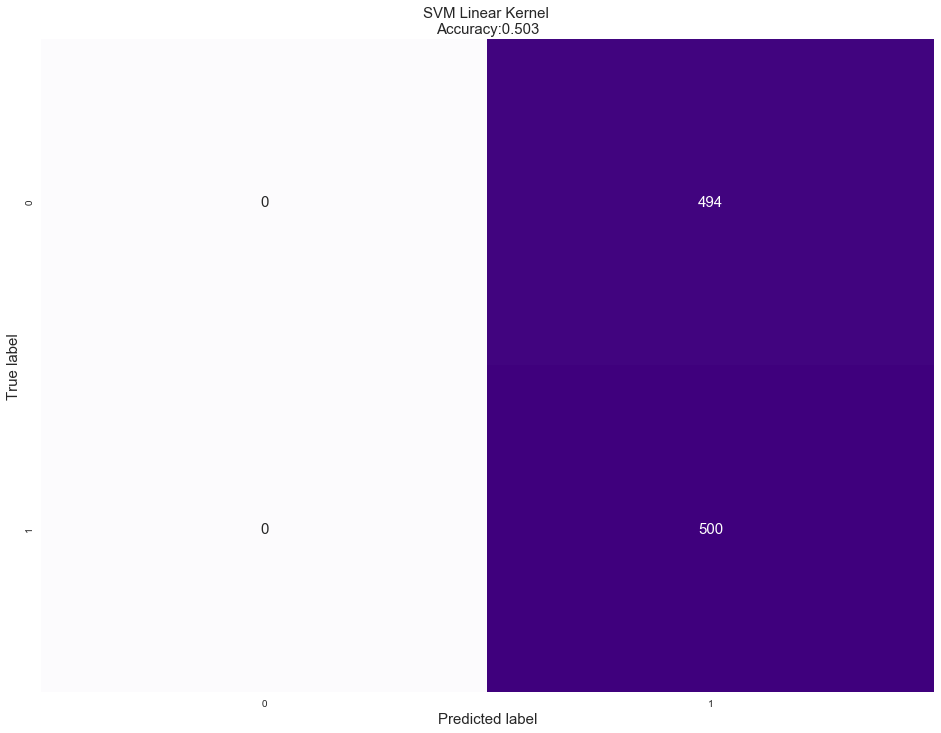 SVM Linear Kernel
Accuracy:0.503
0
494
0
True label
0
500
1
0
1
Predicted label